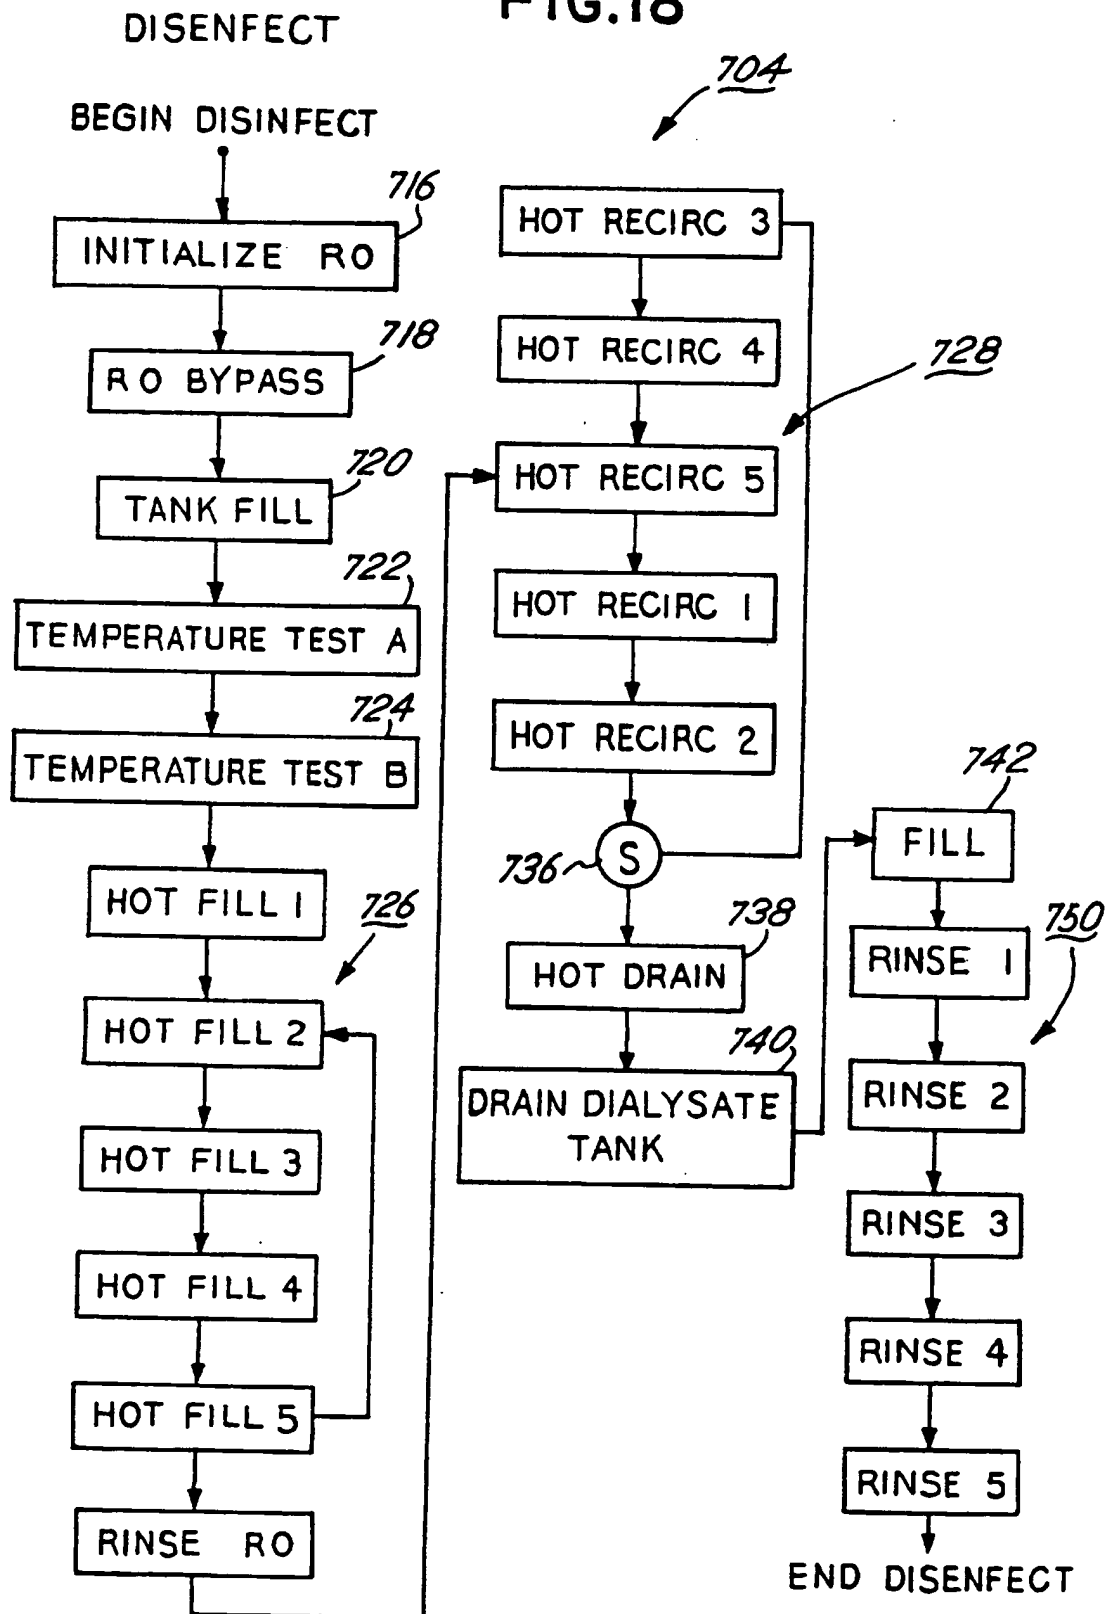 FIG.18
DISENFECT
BEGIN DISINFECT
716
INITIALIZE RO
718
RO BYPASS
720
TANK FILL
722
TEMPERATURE TEST A
724
TEMPERATURE TEST B
HOT FILL 1
726
HOT FILL 2
HOT FILL 3
HOT FILL 4
HOT FILL 5
RINSE RO
704
HOT RECIRC 3
HOT RECIRC 4
728
HOT RECIRC 5
HOT RECIRC 1
HOT RECIRC 2
S
736
738
HOT DRAIN
740
DRAIN DIALYSATE
TANK
742
FILL
750
RINSE 1
RINSE 2
RINSE 3
RINSE 4
RINSE 5
END DISENFECT